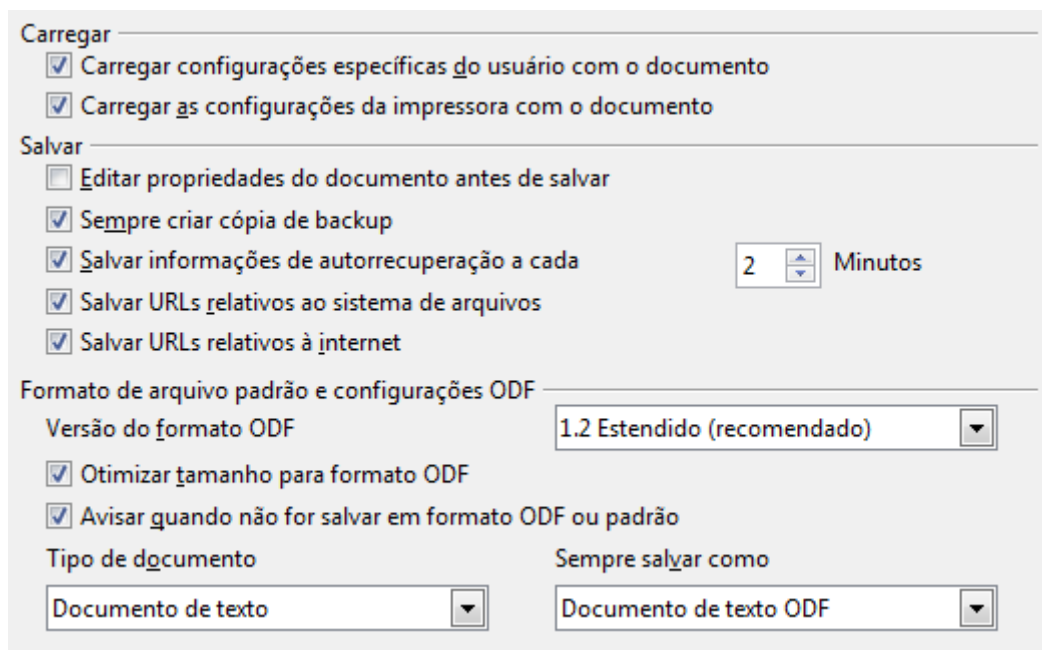 Carregar
Carregar configurações específicas do usuário com o documento
Carregar as configurações da impressora com o documento
Salvar
Editar propriedades do documento antes de salvar
Sempre criar cópia de backup
Salvar informações de autorrecuperação a cada 2 Minutos
Salvar URLs relativos ao sistema de arquivos
Salvar URLs relativos à internet
Formato de arquivo padrão e configurações ODF
Versão do formato ODF 1.2 Estendido (recomendado)
Otimizar tamanho para formato ODF
Avisar quando não for salvar em formato ODF ou padrão
Tipo de documento Sempre salvar como
Documento de texto Documento de texto ODF